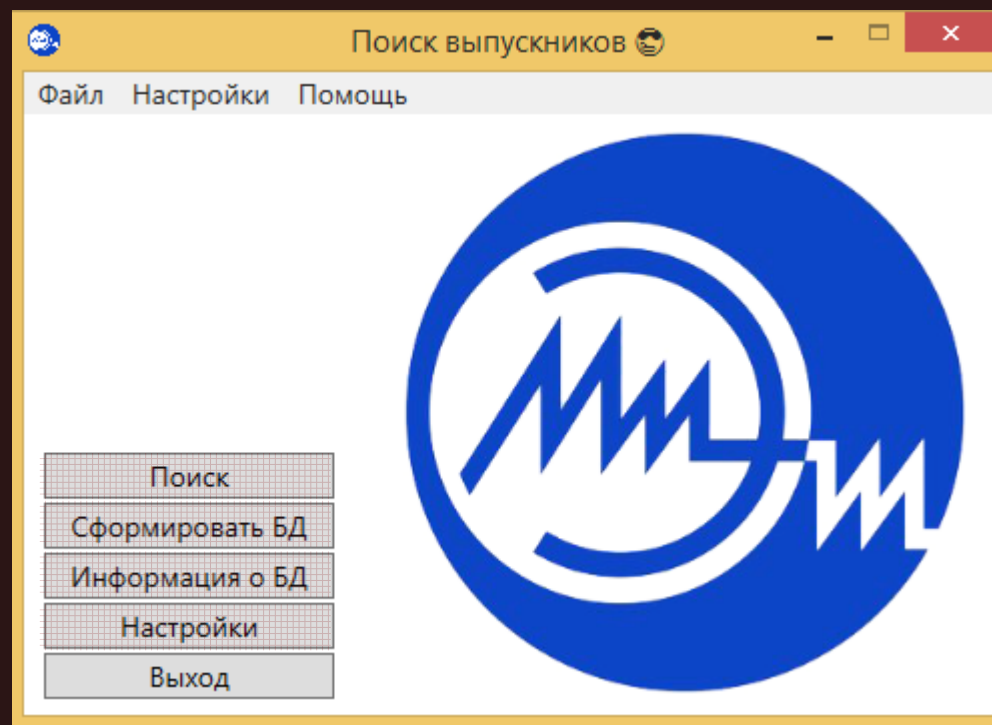 Поиск выпускников 😎
Файл Настройки Помощь
Поиск
Сформировать БД
Информация о БД
Настройки
Выход